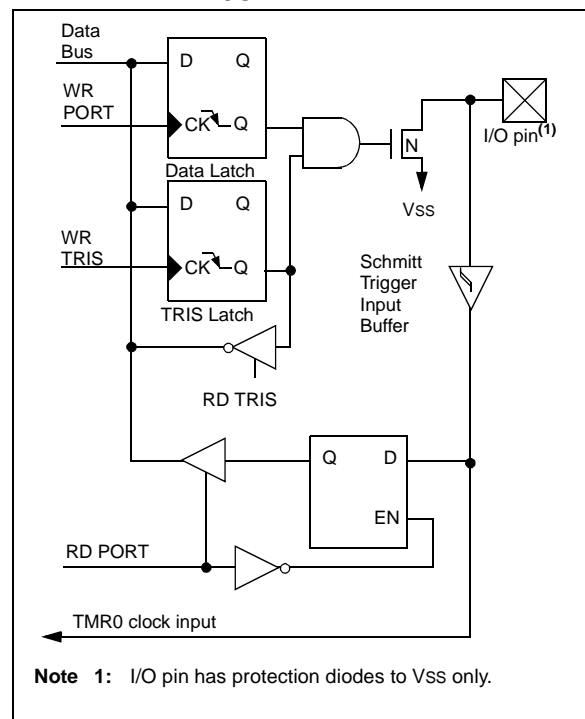 Data
Bus
D Q
WR
PORT
CK Q
N
I/O pin(1)
Data Latch
VSS
D Q
WR
TRIS
CK Q
Schmitt
Trigger
Input
Buffer
TRIS Latch
RD TRIS
Q D
EN
RD PORT
TMR0 clock input
Note 1: I/O pin has protection diodes to VSS only.